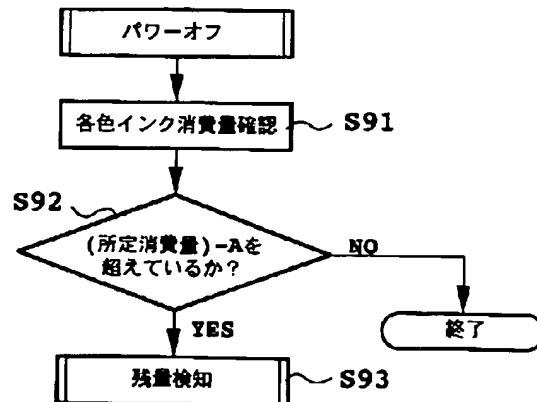 パワーオフ
各色インク消費量確認
S91
S92
(所定消費量)-Aを
超えているか?
NO
YES
終了
残量検知
S93